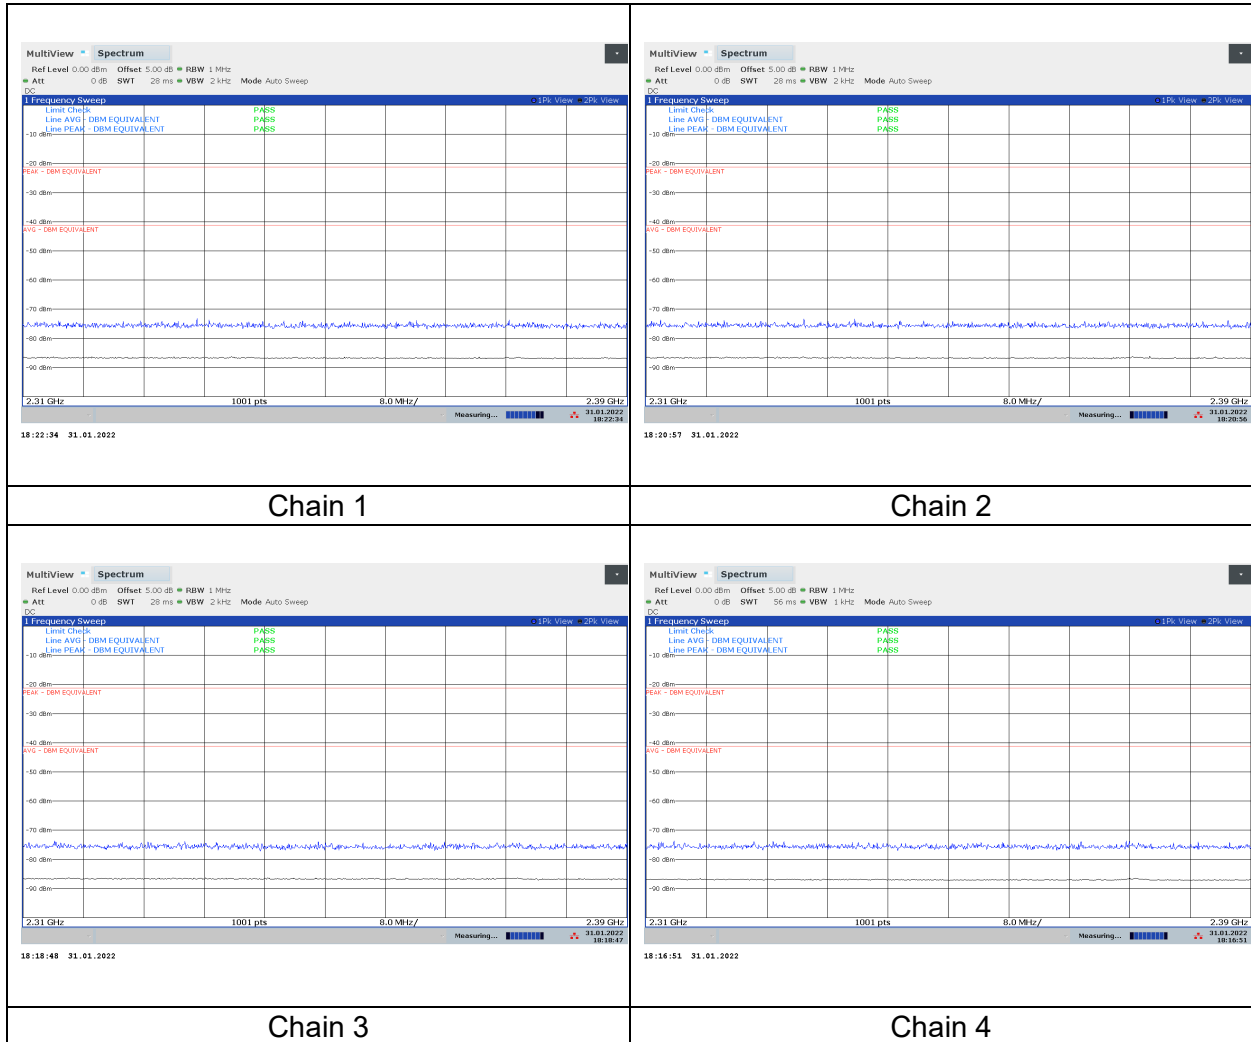 MultiView Spectrum
Ref Level 0.00 dBm Offset 5.00 dB RBW 1 MHz
Att 0 dB SWT 28 ms VBW 2 kHz Mode Auto Sweep
DC
1 Frequency Sweep 1Pk View 2Pk View
Limit Check PASS
Line AVG - DBM EQUIVALENT PASS
Line PEAK - DBM EQUIVALENT PASS
-10 dBm
-20 dBm
PEAK - DBM EQUIVALENT
-30 dBm
-40 dBm
AVG - DBM EQUIVALENT
-50 dBm
-60 dBm
-70 dBm
-80 dBm
-90 dBm
2.31 GHz 1001 pts 8.0 MHz/ 2.39 GHz
Measuring... 31.01.2022
18:22:34
18:22:34 31.01.2022
Chain 1
MultiView Spectrum
Ref Level 0.00 dBm Offset 5.00 dB RBW 1 MHz
Att 0 dB SWT 28 ms VBW 2 kHz Mode Auto Sweep
DC
1 Frequency Sweep 1Pk View 2Pk View
Limit Check PASS
Line AVG - DBM EQUIVALENT PASS
Line PEAK - DBM EQUIVALENT PASS
-10 dBm
-20 dBm
PEAK - DBM EQUIVALENT
-30 dBm
-40 dBm
AVG - DBM EQUIVALENT
-50 dBm
-60 dBm
-70 dBm
-80 dBm
-90 dBm
2.31 GHz 1001 pts 8.0 MHz/ 2.39 GHz
Measuring... 31.01.2022
18:20:56
18:20:57 31.01.2022
Chain 2
MultiView Spectrum
Ref Level 0.00 dBm Offset 5.00 dB RBW 1 MHz
Att 0 dB SWT 28 ms VBW 2 kHz Mode Auto Sweep
DC
1 Frequency Sweep 1Pk View 2Pk View
Limit Check PASS
Line AVG - DBM EQUIVALENT PASS
Line PEAK - DBM EQUIVALENT PASS
-10 dBm
-20 dBm
PEAK - DBM EQUIVALENT
-30 dBm
-40 dBm
AVG - DBM EQUIVALENT
-50 dBm
-60 dBm
-70 dBm
-80 dBm
-90 dBm
2.31 GHz 1001 pts 8.0 MHz/ 2.39 GHz
Measuring... 31.01.2022
18:18:47
18:18:48 31.01.2022
Chain 3
MultiView Spectrum
Ref Level 0.00 dBm Offset 5.00 dB RBW 1 MHz
Att 0 dB SWT 56 ms VBW 1 kHz Mode Auto Sweep
DC
1 Frequency Sweep 1Pk View 2Pk View
Limit Check PASS
Line AVG - DBM EQUIVALENT PASS
Line PEAK - DBM EQUIVALENT PASS
-10 dBm
-20 dBm
PEAK - DBM EQUIVALENT
-30 dBm
-40 dBm
AVG - DBM EQUIVALENT
-50 dBm
-60 dBm
-70 dBm
-80 dBm
-90 dBm
2.31 GHz 1001 pts 8.0 MHz/ 2.39 GHz
Measuring... 31.01.2022
18:16:51
18:16:51 31.01.2022
Chain 4